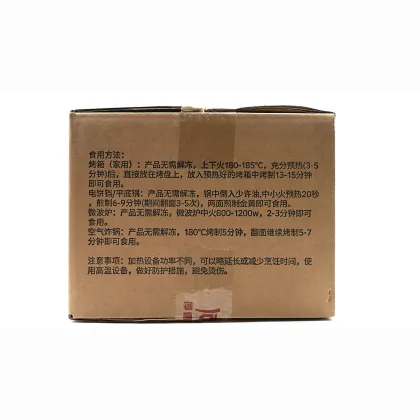 食用方法：
烤箱（家用）：产品无需解冻，上下火180-185℃，充分预热(3-5
分钟)后，直接放在烤盘上，放入预热好的烤箱中烤制13-15分钟
即可食用。
电饼铛/平底锅：产品无需解冻，锅中倒入少许油,中小火预热20秒
，煎制6-9分钟(期间翻面3-5次)，两面煎制金黄即可食用。
微波炉：产品无需解冻，微波炉中火800-1200w，2-3分钟即可食
用。
空气炸锅：产品无需解冻，180℃烤制5分钟，翻面继续烤制5-7
分钟即可食用。
注意事项：加热设备功率不同，可以略延长或减少烹饪时间，使
用高温设备，做好防护措施，避免烫伤。